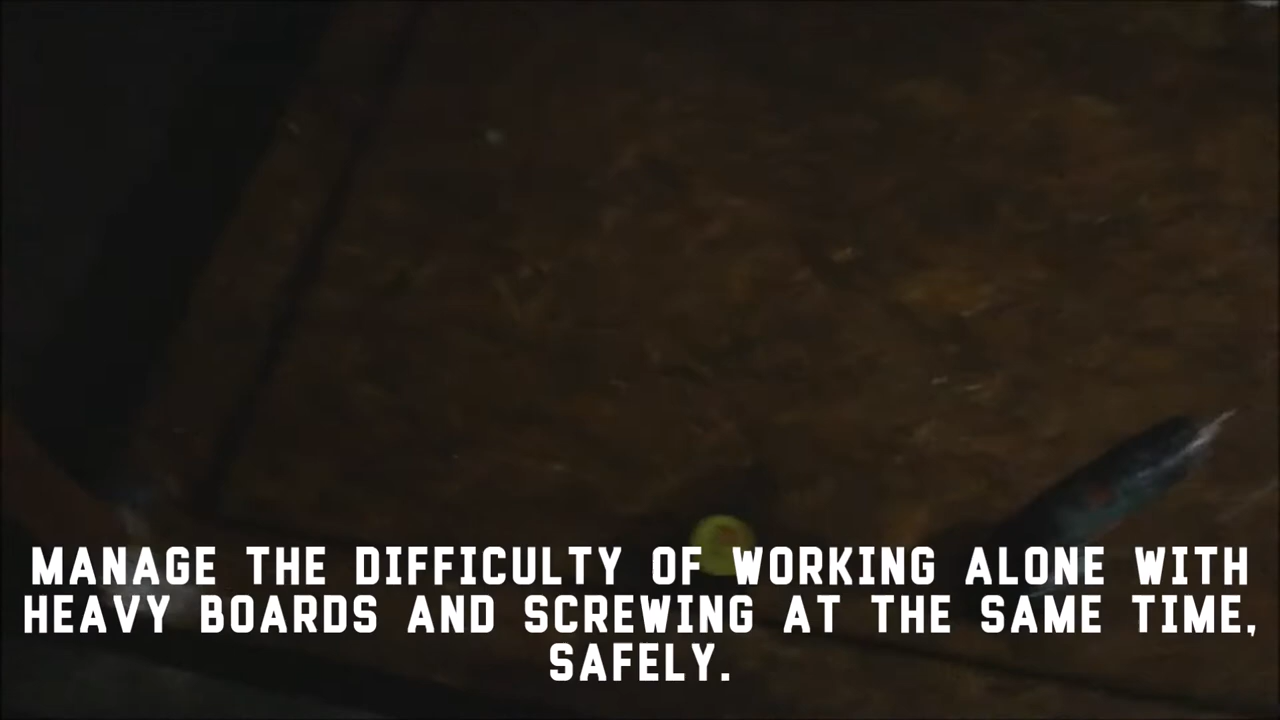 MANAGE THE DIFFICULTY OF WORKING ALONE WITH
HEAVY BOARDS AND SCREWING AT THE SAME TIME,
SAFELY.